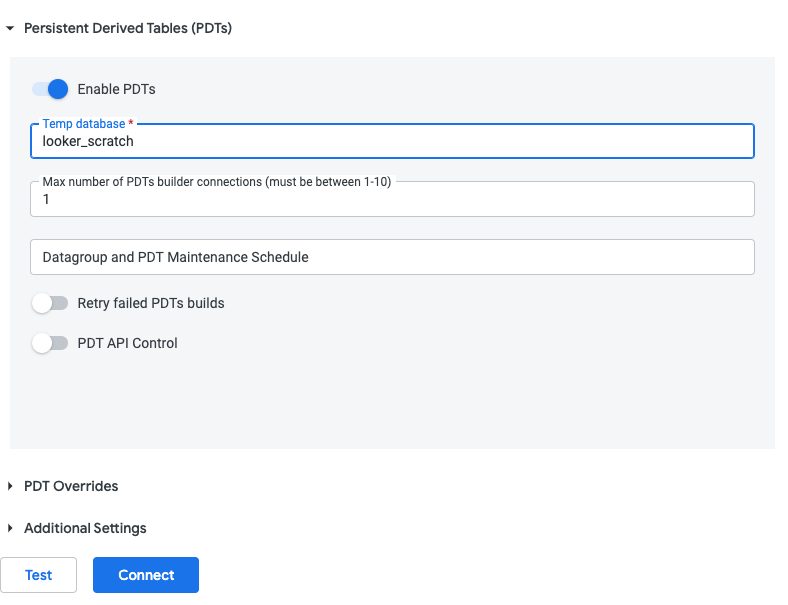 Persistent Derived Tables (PDTs)
Enable PDTs
Temp database *
looker_scratch
Max number of PDTs builder connections (must be between 1-10)
1
Datagroup and PDT Maintenance Schedule
Retry failed PDTs builds
PDT API Control
PDT Overrides
Additional Settings
Test
Connect